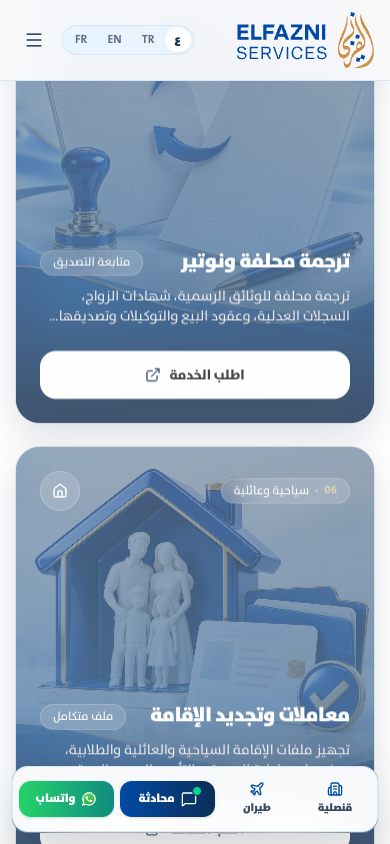 ELFAZNI
SERVICES
ع TR EN FR
ترجمة محلفة ونوتير
متابعة التصديق
ترجمة محلفة للوثائق الرسمية، شهادات الزواج،
السجلات العدلية، وعقود البيع والتوكيلات وتصديقها...
اطلب الخدمة
06 · سياحية وعائلية
معاملات وتجديد الإقامة
ملف متكامل
تجهيز ملفات الإقامة السياحية والعائلية والطلابية،
قنصلية
طيران
محادثة
واتساب